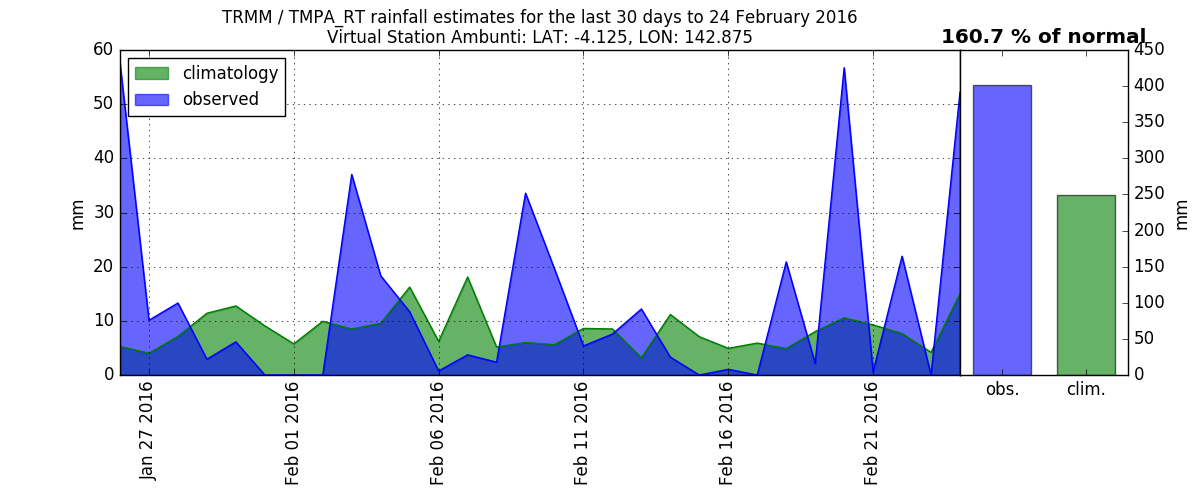 TRMM / TMPA_RT rainfall estimates for the last 30 days to 24 February 2016
Virtual Station Ambunti: LAT: -4.125, LON: 142.875
160.7 % of normal
climatology
observed
60
50
40
30
20
10
0
mm
Jan 27 2016
Feb 01 2016
Feb 06 2016
Feb 11 2016
Feb 16 2016
Feb 21 2016
obs.
clim.
450
400
350
300
250
200
150
100
50
0
mm